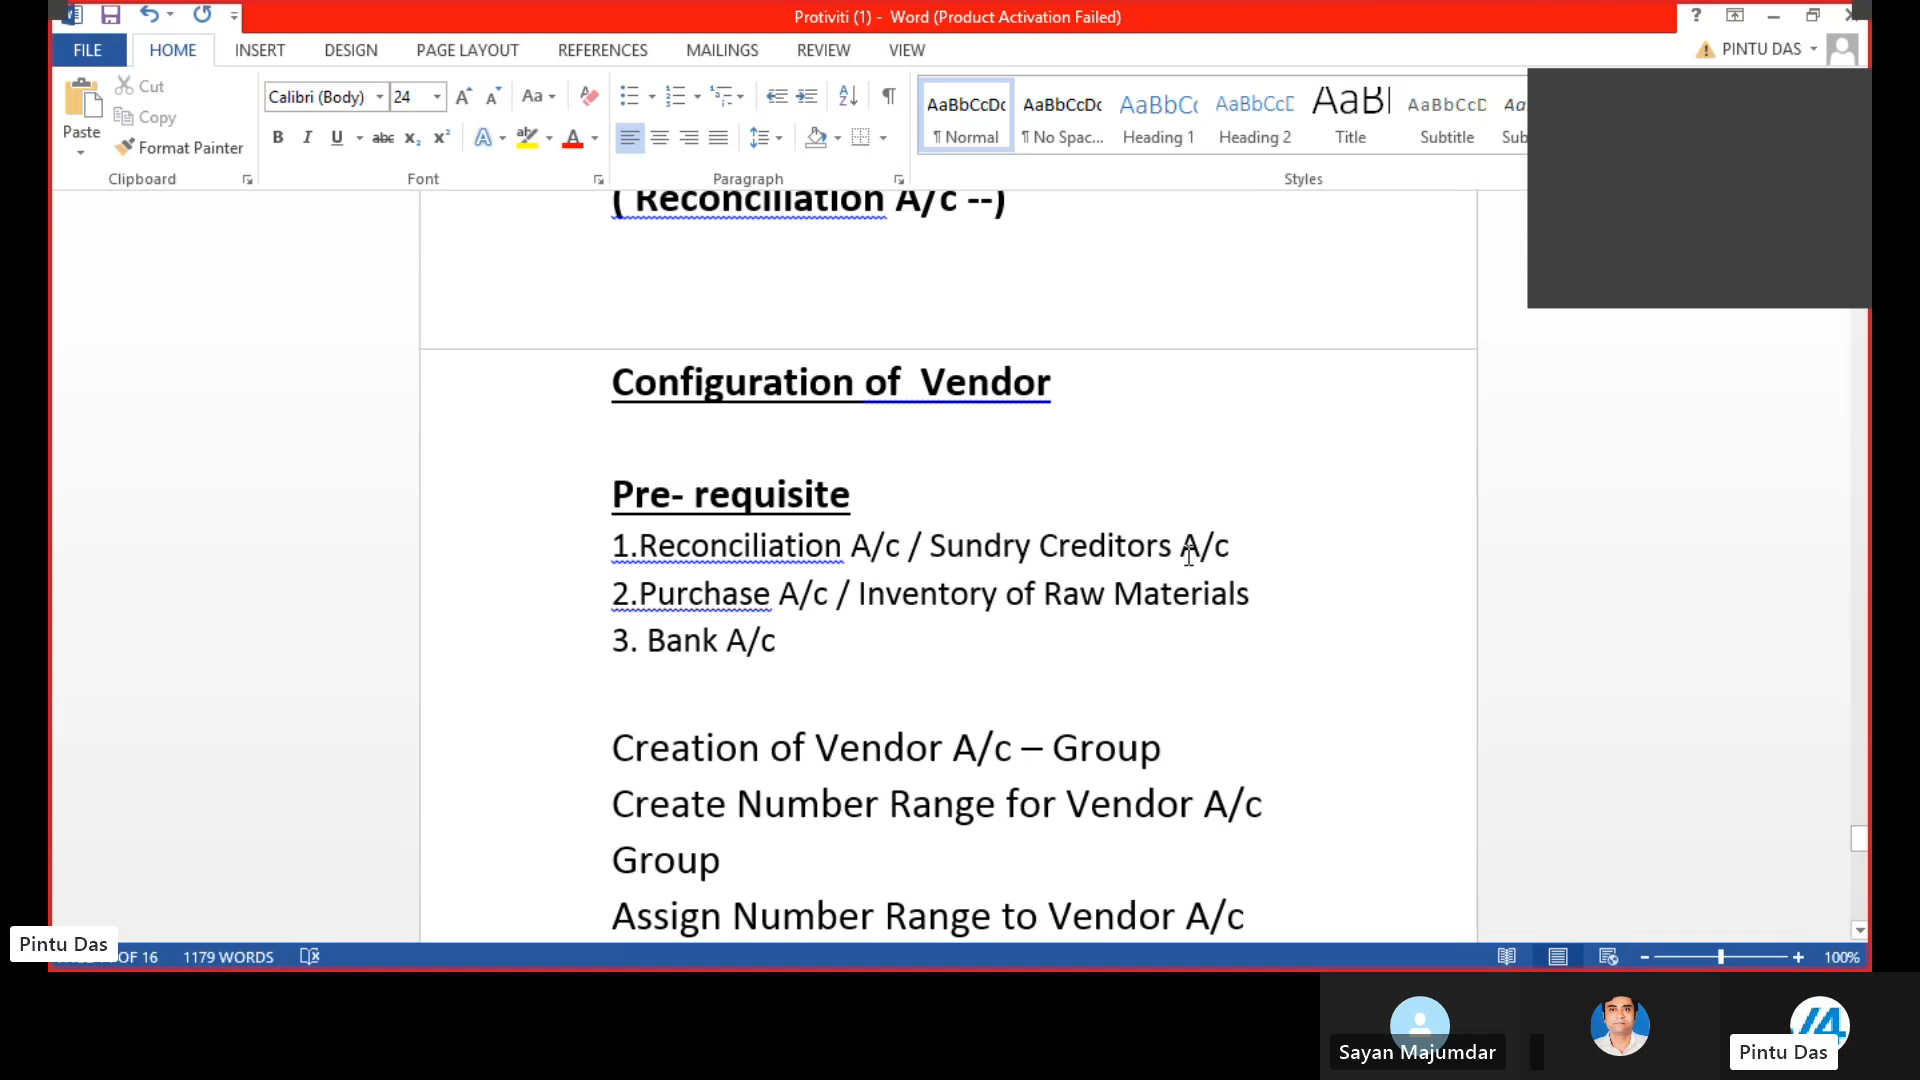 Protiviti (1) - Word (Product Activation Failed)
FILE HOME INSERT DESIGN PAGE LAYOUT REFERENCES MAILINGS REVIEW VIEW
PINTU DAS
Paste
Cut
Copy
Format Painter
Clipboard
Calibri (Body) 24
Font
Paragraph
AaBbCcDc AaBbCcDc AaBbCc AaBbCcD AaBl AaBbCcD Aa
¶ Normal ¶ No Spac... Heading 1 Heading 2 Title Subtitle Sub
Styles
( Reconciliation A/c --)
Configuration of  Vendor
Pre- requisite
1.Reconciliation A/c / Sundry Creditors A/c
2.Purchase A/c / Inventory of Raw Materials
3. Bank A/c
Creation of Vendor A/c – Group
Create Number Range for Vendor A/c
Group
Assign Number Range to Vendor A/c
Pintu Das
OF 16 1179 WORDS
100%
Sayan Majumdar
Pintu Das